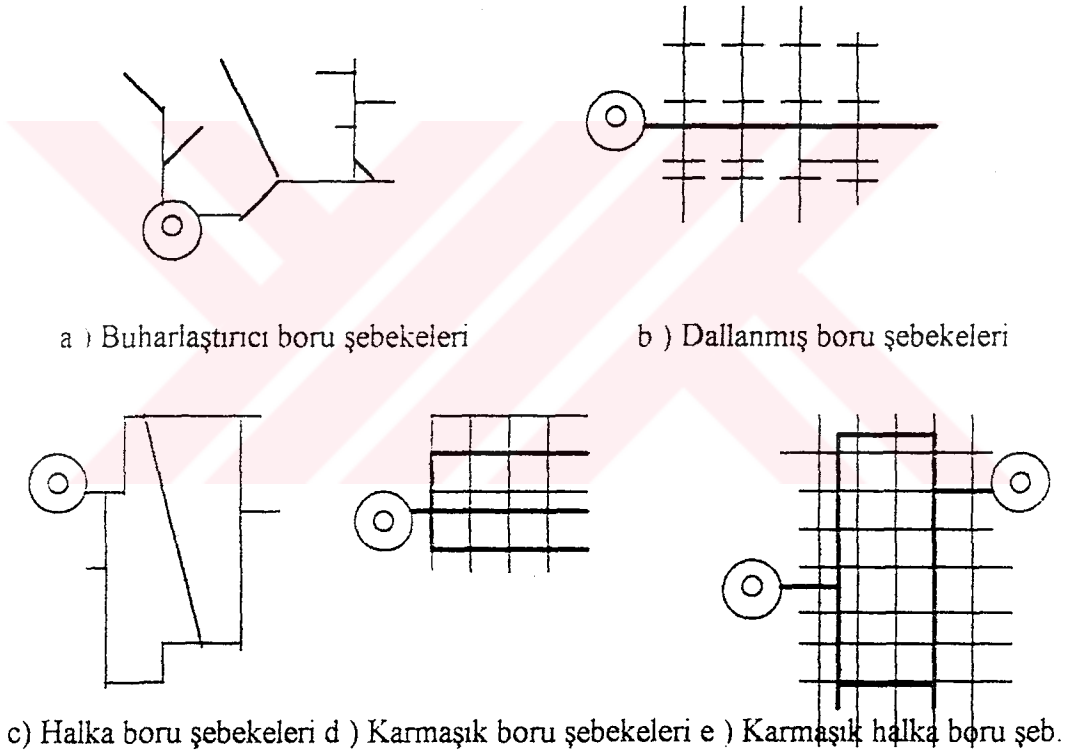 a ) Buharlaştırıcı boru şebekeleri
b ) Dallanmış boru şebekeleri
c) Halka boru şebekeleri d ) Karmaşık boru şebekeleri e ) Karmaşık halka boru şeb.